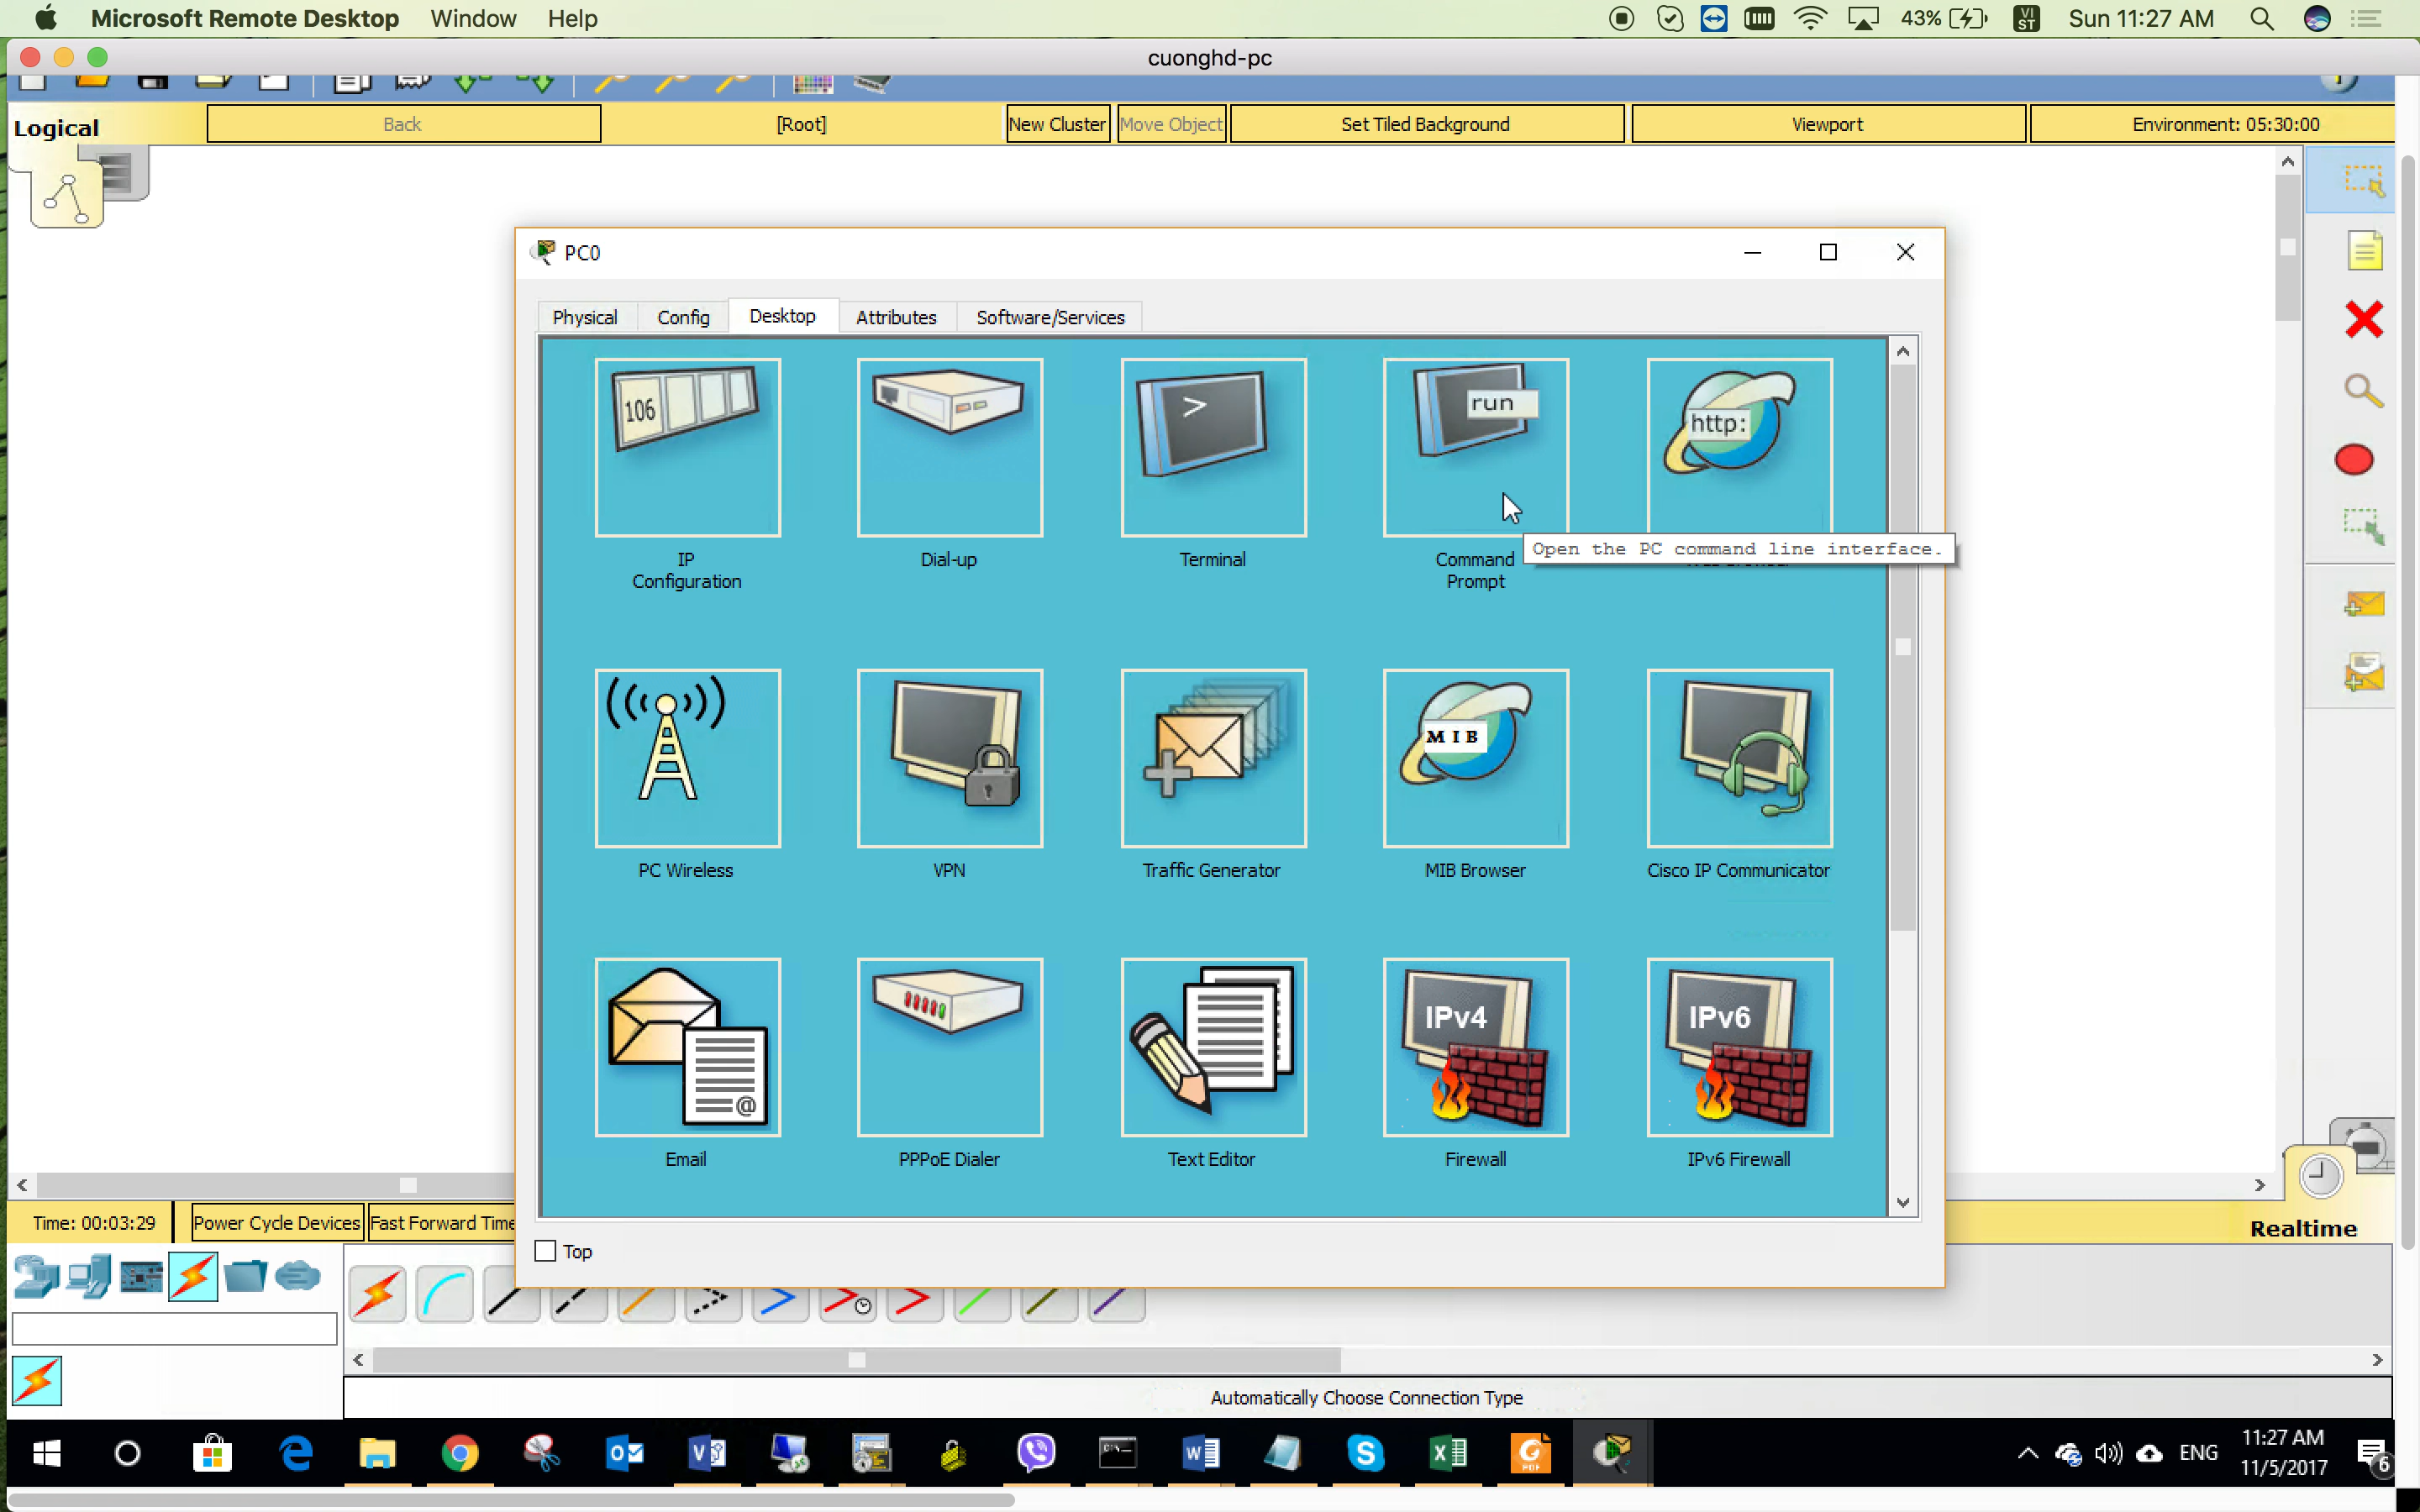 Microsoft Remote Desktop Window Help
43% VI ST Sun 11:27 AM
cuonghd-pc
Logical Back [Root] New Cluster Move Object Set Tiled Background Viewport Environment: 05:30:00
PC0
Physical Config Desktop Attributes Software/Services
106 > run http:
IP Configuration
Dial-up
Terminal
Command Prompt
Open the PC command line interface.
MIB
PC Wireless VPN Traffic Generator MIB Browser Cisco IP Communicator
@ IPv4 IPv6
Email PPPoE Dialer Text Editor Firewall IPv6 Firewall
Time: 00:03:29 Power Cycle Devices Fast Forward Time
Realtime
Top
Automatically Choose Connection Type
ENG
11:27 AM
11/5/2017
6